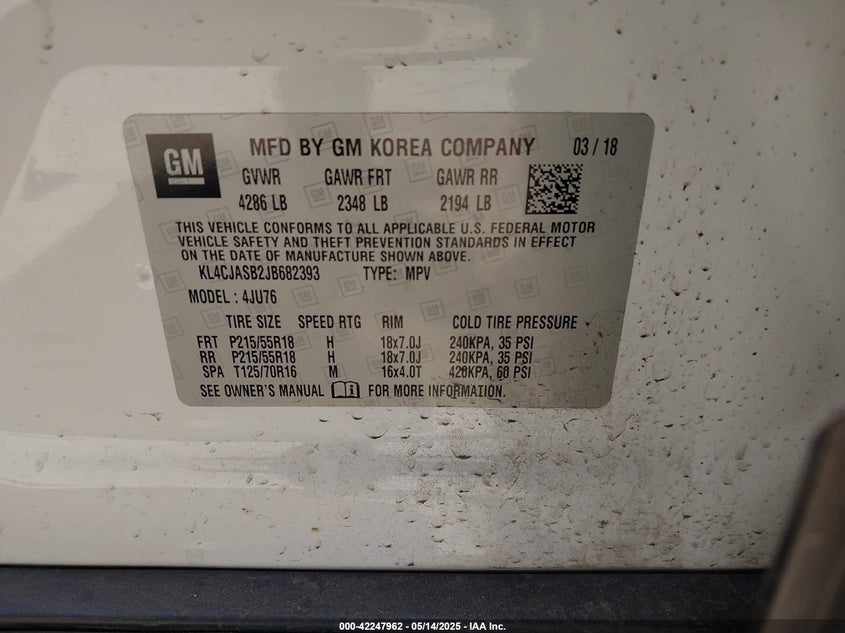 GM
MFD BY GM KOREA COMPANY 03 / 18
GVWR GAWR FRT GAWR RR
4286 LB 2348 LB 2194 LB
THIS VEHICLE CONFORMS TO ALL APPLICABLE U.S. FEDERAL MOTOR
VEHICLE SAFETY AND THEFT PREVENTION STANDARDS IN EFFECT
ON THE DATE OF MANUFACTURE SHOWN ABOVE.
KL4CJASB2JB682393 TYPE: MPV
MODEL : 4JU76
TIRE SIZE SPEED RTG RIM COLD TIRE PRESSURE
FRT P215/55R18 H 18x7.0J 240KPA, 35 PSI
RR P215/55R18 H 18x7.0J 240KPA, 35 PSI
SPA T125/70R16 M 16x4.0T 420KPA, 60 PSI
SEE OWNER'S MANUAL FOR MORE INFORMATION.
000-42247962 — 05/14/2025 - IAA Inc.